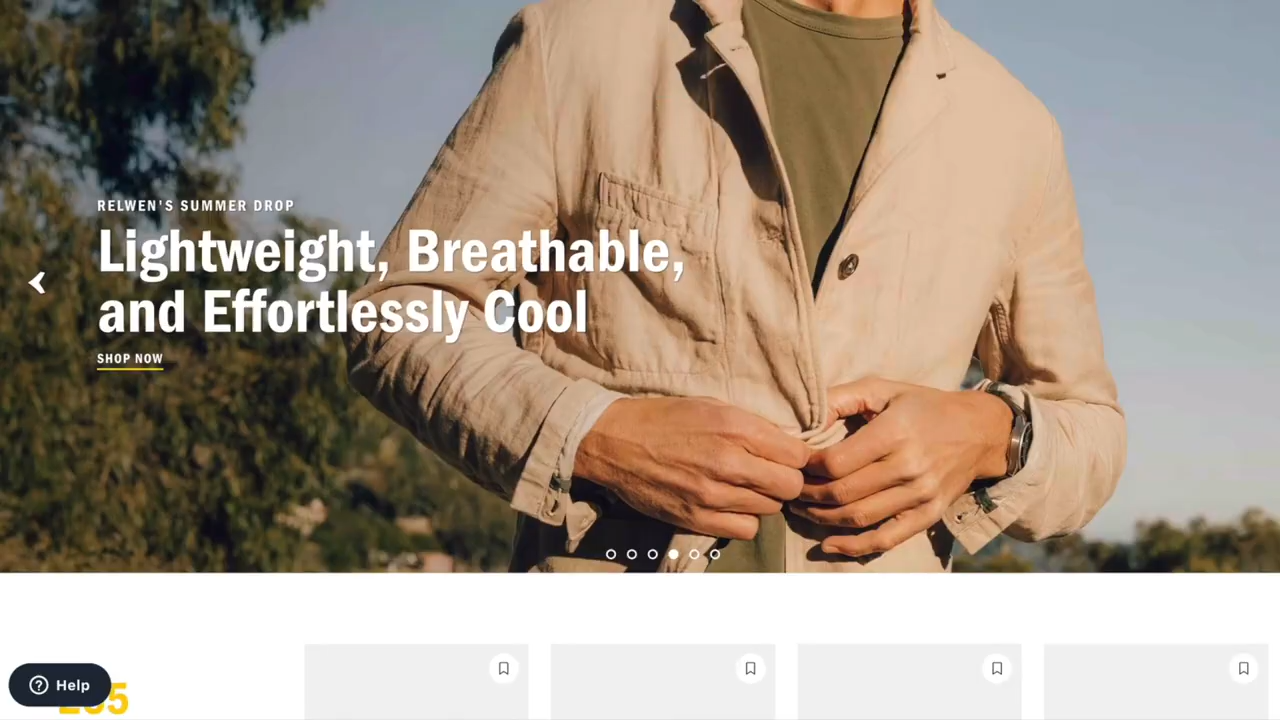 RELWEN'S SUMMER DROP
Lightweight, Breathable,
and Effortlessly Cool
SHOP NOW
Help